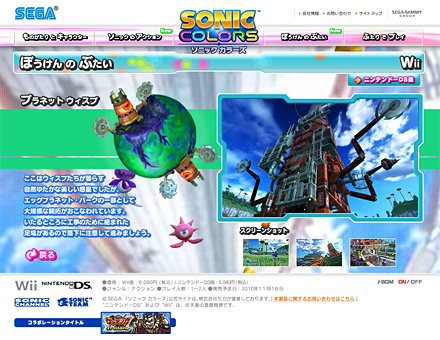 SEGA®
会社情報 お問い合わせ サイトマップ
SEGA SAMMY
GROUP
SONIC
COLORS™
ソニック カラーズ
ものがたり と キャラクター
ソニック の アクション
New
ぼうけん の ぶたい
New
ふたり で プレイ
ぼうけん の ぶたい
Wii
ニンテンドーDS版
プラネット ウィスプ
ここはウィスプたちが暮らす
自然ゆたかな美しい惑星でしたが、
エッグプラネット・パークの一部として
大規模な開発がおこなわれています。
いたるところに工事のために組まれた
足場があるので落下に注意して進みましょう。
戻る
スクリーンショット
Wii
NINTENDO DS
●価格：Wii版：6,090円（税込）/ニンテンドーDS版：5,040円（税込）
●ジャンル：アクション ●プレイ人数：1～2人 ●発売予定日：2010年11月18日
♪BGM ON / OFF
SONIC
CHANNEL
SONIC
TEAM
© SEGA 「ソニック カラーズ」公式サイトは、株式会社セガが運営しております。 本製品に関するお問い合わせはこちら
"ニンテンドーDS" および "Wii" は、任天堂の登録商標です。
コラボレーションタイトル